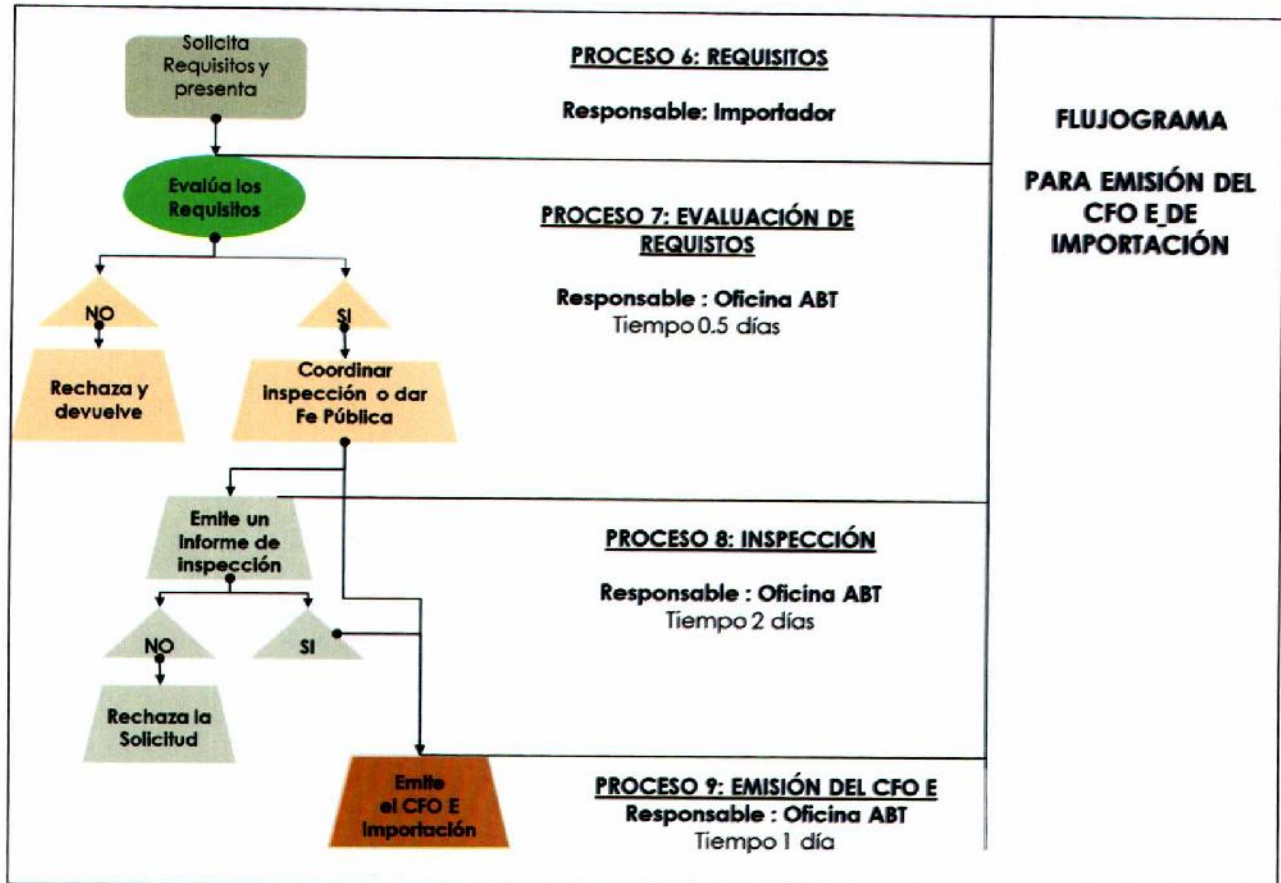 Solicita
Requisitos y
presenta
PROCESO 6: REQUISITOS
Responsable: Importador
FLUJOGRAMA
PARA EMISIÓN DEL
CFO E DE
IMPORTACIÓN
Evalúa los
Requisitos
PROCESO 7: EVALUACIÓN DE
REQUISTOS
Responsable : Oficina ABT
Tiempo 0.5 días
NO
SI
Rechaza y
devuelve
Coordinar
inspección o dar
Fe Pública
Emite un
informe de
inspección
PROCESO 8: INSPECCIÓN
Responsable : Oficina ABT
Tiempo 2 días
NO
SI
Rechaza la
Solicitud
Emite
el CFO E
Importación
PROCESO 9: EMISIÓN DEL CFO E
Responsable : Oficina ABT
Tiempo 1 día